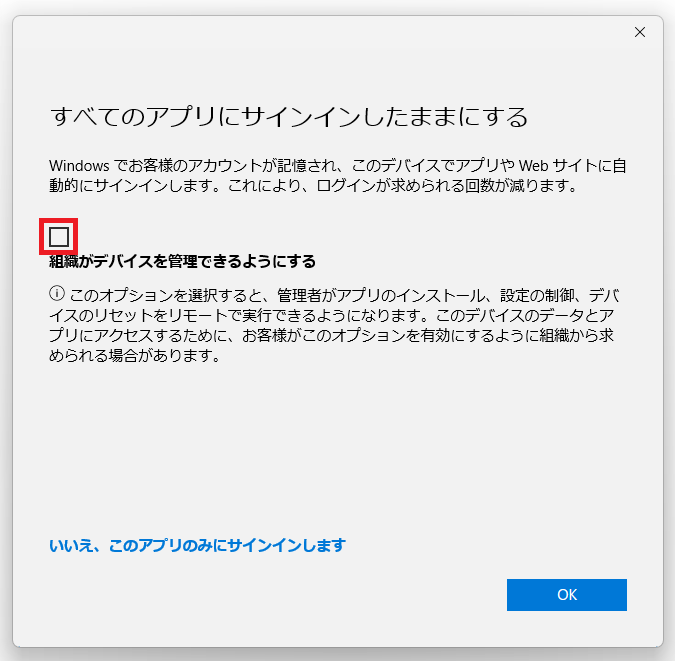 すべてのアプリにサインインしたままにする
Windows でお客様のアカウントが記憶され、このデバイスでアプリや Web サイトに自
動的にサインインします。これにより、ログインが求められる回数が減ります。
組織がデバイスを管理できるようにする
このオプションを選択すると、管理者がアプリのインストール、設定の制御、デバ
イスのリセットをリモートで実行できるようになります。このデバイスのデータとア
プリにアクセスするために、お客様がこのオプションを有効にするように組織から求
められる場合があります。
いいえ、このアプリのみにサインインします
OK